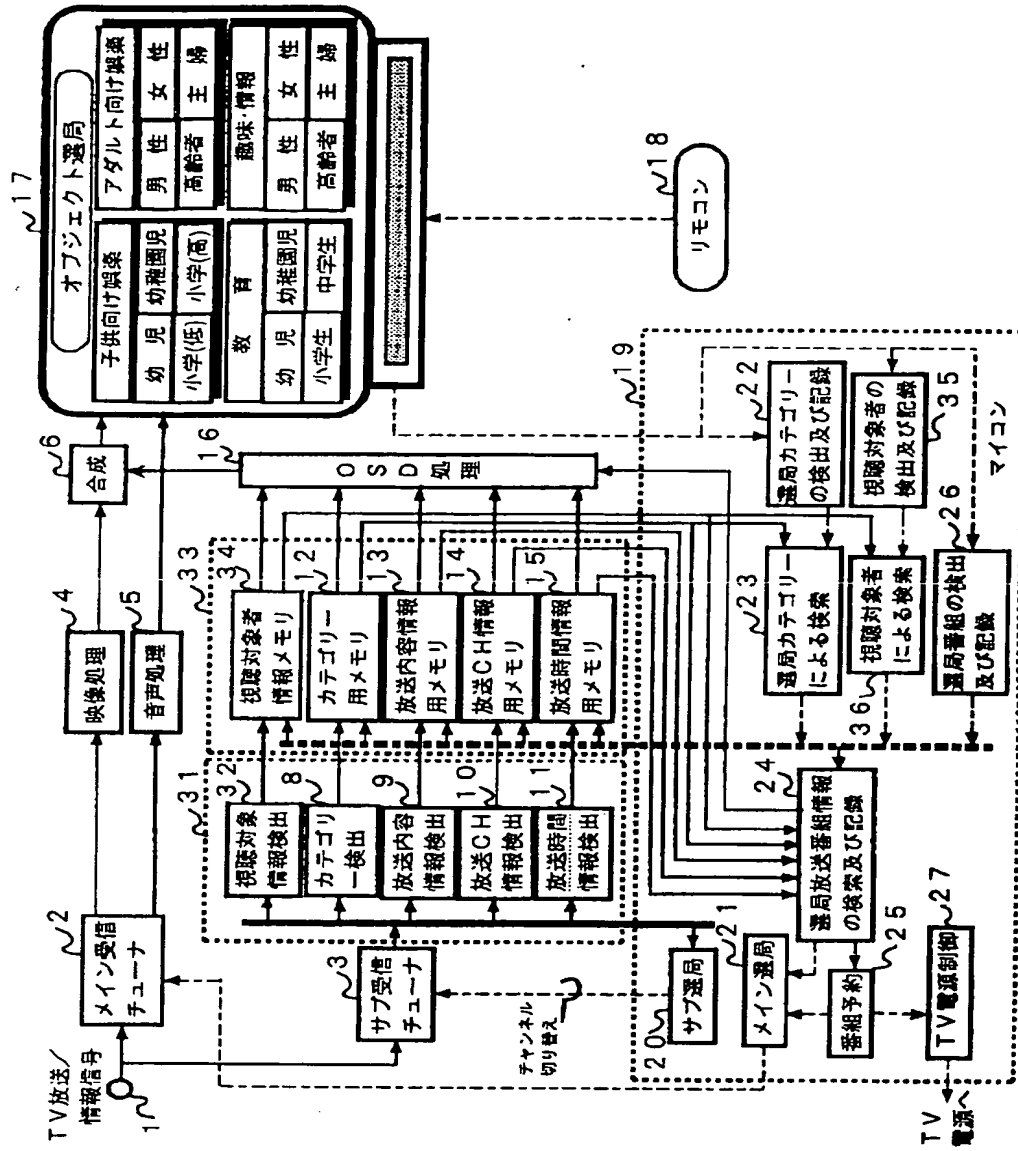 TV放送/
情報信号
1
メイン受信
チューナ
2
サブ受信
チューナ
3
映像処理
4
音声処理
5
合成
6
17
オブジェクト選局
子供向け娯楽
幼 児
幼稚園児
小学(低)
小学(高)
アダルト向け娯楽
男 性
女 性
高齢者
主 婦
教 育
幼 児
幼稚園児
小学生
中学生
趣味・情報
男 性
女 性
高齢者
主 婦
リモコン
18
31
視聴対象
情報検出
32
カテゴリ
ー検出
8
放送内容
情報検出
9
放送CH
情報検出
10
放送時間
情報検出
11
33
視聴対象者
情報メモリ
34
カテゴリー
用メモリ
12
放送内容情報
用メモリ
13
放送CH情報
用メモリ
14
放送時間情報
用メモリ
15
OSD処理
16
チャンネル
切り替え
サブ選局
20
メイン選局
21
番組予約
25
TV電源制御
27
TV
電源へ
選局放送番組情報
の検索及び記録
24
選局カテゴリー
による検索
23
視聴対象者
による検索
36
選局番組の検出
及び記録
26
選局カテゴリー
の検出及び記録
22
視聴対象者の
検出及び記録
35
19
マイコン